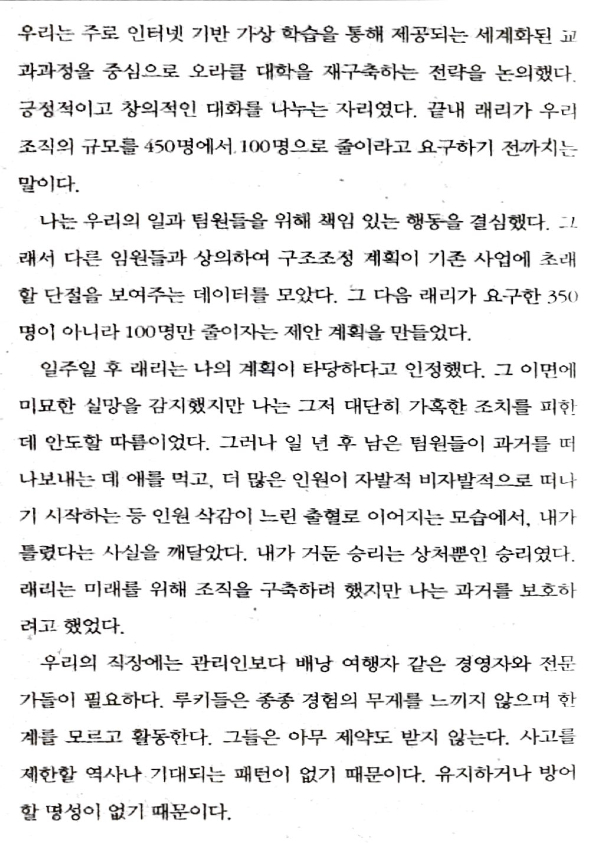 우리는 주로 인터넷 기반 가상 학습을 통해 제공되는 세계화된 교
과과정을 중심으로 오라클 대학을 재구축하는 전략을 논의했다.
긍정적이고 창의적인 대화를 나누는 자리였다. 끝내 래리가 우리
조직의 규모를 450명에서 100명으로 줄이라고 요구하기 전까지는
말이다.
나는 우리의 일과 팀원들을 위해 책임 있는 행동을 결심했다. 그
래서 다른 임원들과 상의하여 구조조정 계획이 기존 사업에 초래
할 단절을 보여주는 데이터를 모았다. 그 다음 래리가 요구한 350
명이 아니라 100명만 줄이자는 제안 계획을 만들었다.
일주일 후 래리는 나의 계획이 타당하다고 인정했다. 그 이면에
미묘한 실망을 감지했지만 나는 그저 대단히 가혹한 조치를 피한
데 안도할 따름이었다. 그러나 일 년 후 남은 팀원들이 과거를 떠
나보내는 데 애를 먹고, 더 많은 인원이 자발적 비자발적으로 떠나
기 시작하는 등 인원 삭감이 느린 출혈로 이어지는 모습에서, 내가
틀렸다는 사실을 깨달았다. 내가 거둔 승리는 상처뿐인 승리였다.
래리는 미래를 위해 조직을 구축하려 했지만 나는 과거를 보호하
려고 했었다.
우리의 직장에는 관리인보다 배낭 여행자 같은 경영자와 전문
가들이 필요하다. 루키들은 종종 경험의 무게를 느끼지 않으며 한
계를 모르고 활동한다. 그들은 아무 제약도 받지 않는다. 사고를
제한할 역사나 기대되는 패턴이 없기 때문이다. 유지하거나 방어
할 명성이 없기 때문이다.